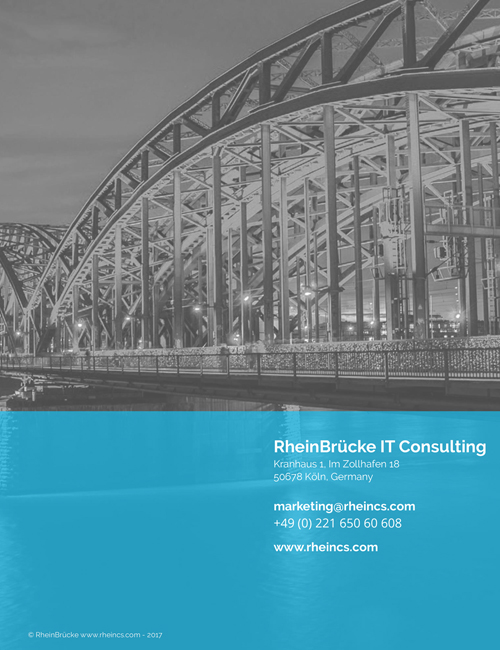 RheinBrücke IT Consulting
Kranhaus 1, Im Zollhafen 18
50678 Köln, Germany
marketing@rheincs.com
+49 (0) 221 650 60 608
www.rheincs.com
© RheinBrücke www.rheincs.com - 2017